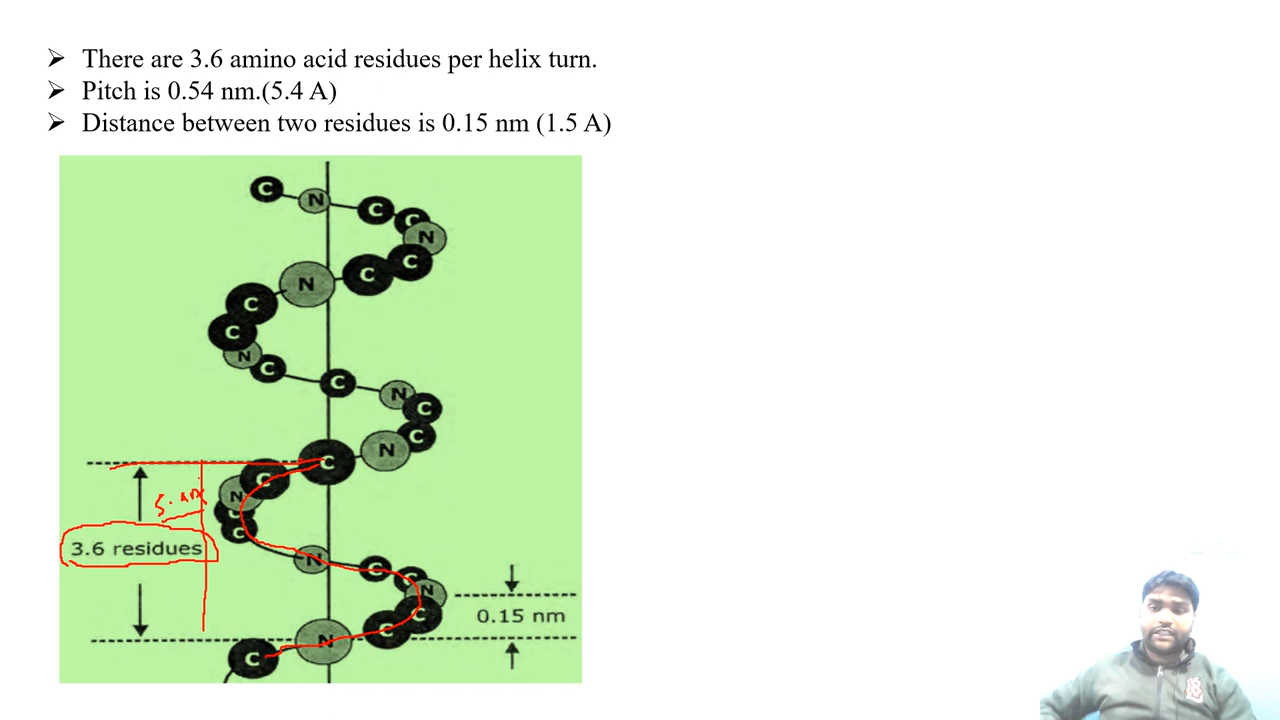 There are 3.6 amino acid residues per helix turn.
Pitch is 0.54 nm.(5.4 A)
Distance between two residues is 0.15 nm (1.5 A)
C N C C
N
N C C
C
C
N C C N C
C
C N
C
N
C
C
N C C
N
3.6 residues
0.15 nm
C
C
N
C